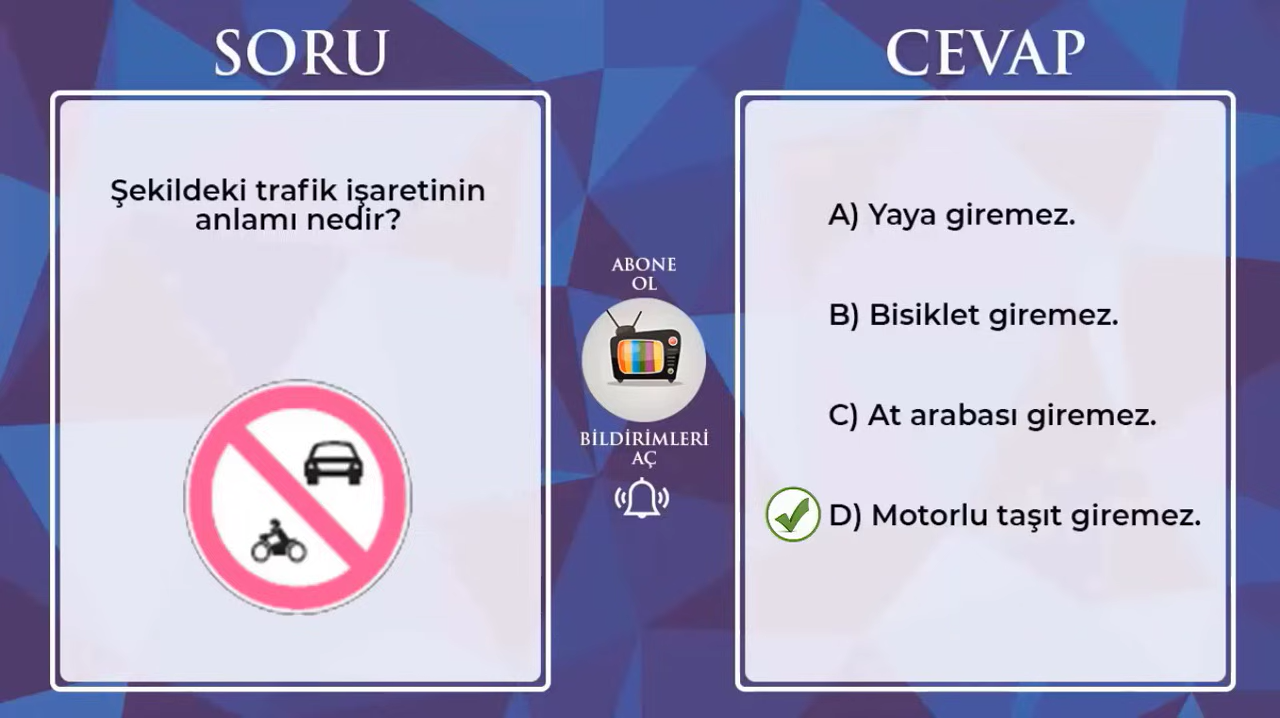 SORU
Şekildeki trafik işaretinin
anlamı nedir?
ABONE
OL
BİLDİRİMLERİ
AÇ
CEVAP
A) Yaya giremez.
B) Bisiklet giremez.
C) At arabası giremez.
D) Motorlu taşıt giremez.